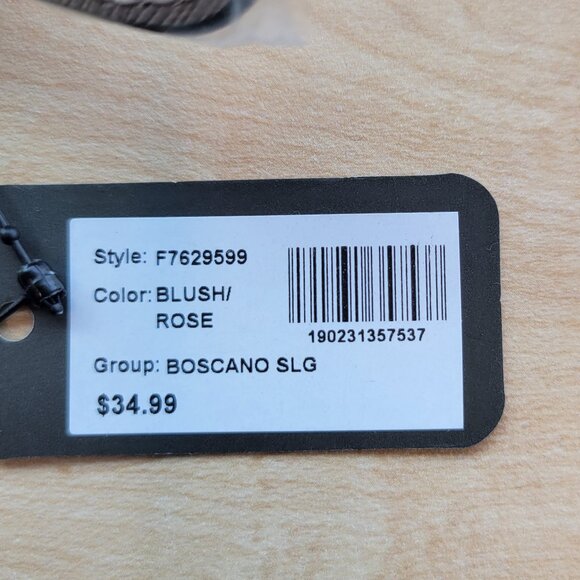 Style: F7629599
Color: BLUSH/
ROSE
190231357537
Group: BOSCANO SLG
$34.99